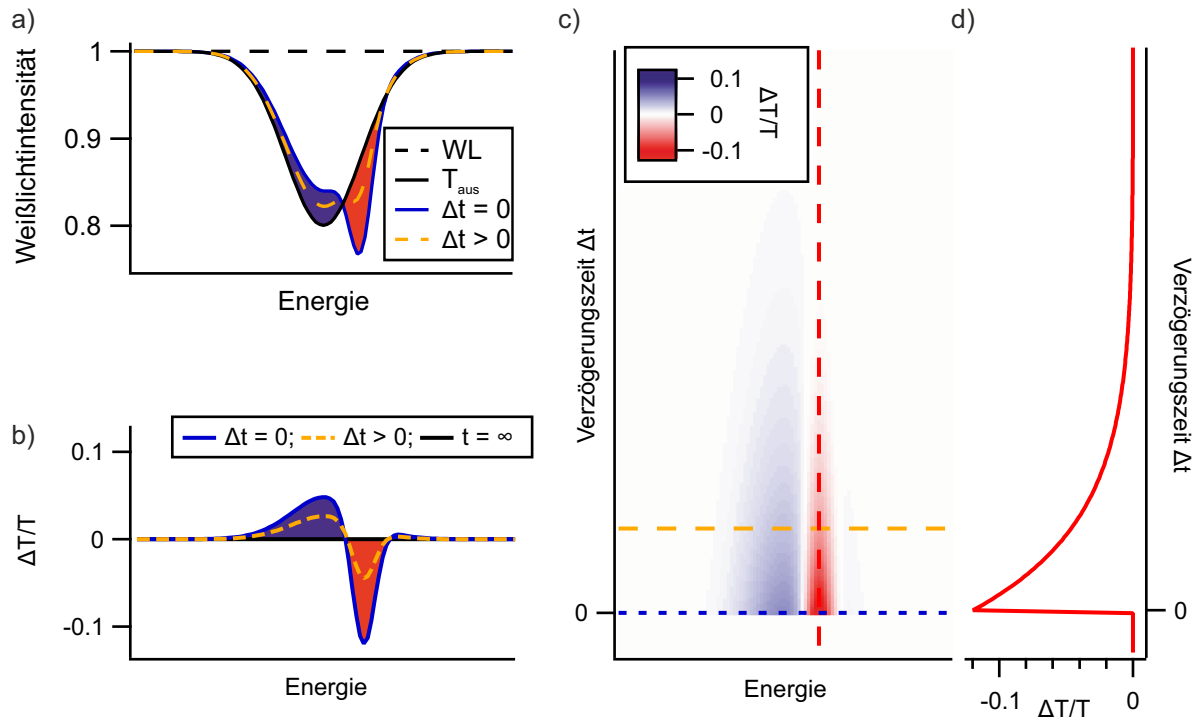 a)
1
0.9
0.8
Weißlichtintensität
WL
T_aus
Δt = 0
Δt > 0
Energie
b)
Δt = 0; Δt > 0; t = ∞
0.1
0
-0.1
ΔT/T
Energie
c)
0.1
0
-0.1
ΔT/T
Verzögerungszeit Δt
0
Energie
d)
Verzögerungszeit Δt
0
-0.1 ΔT/T 0